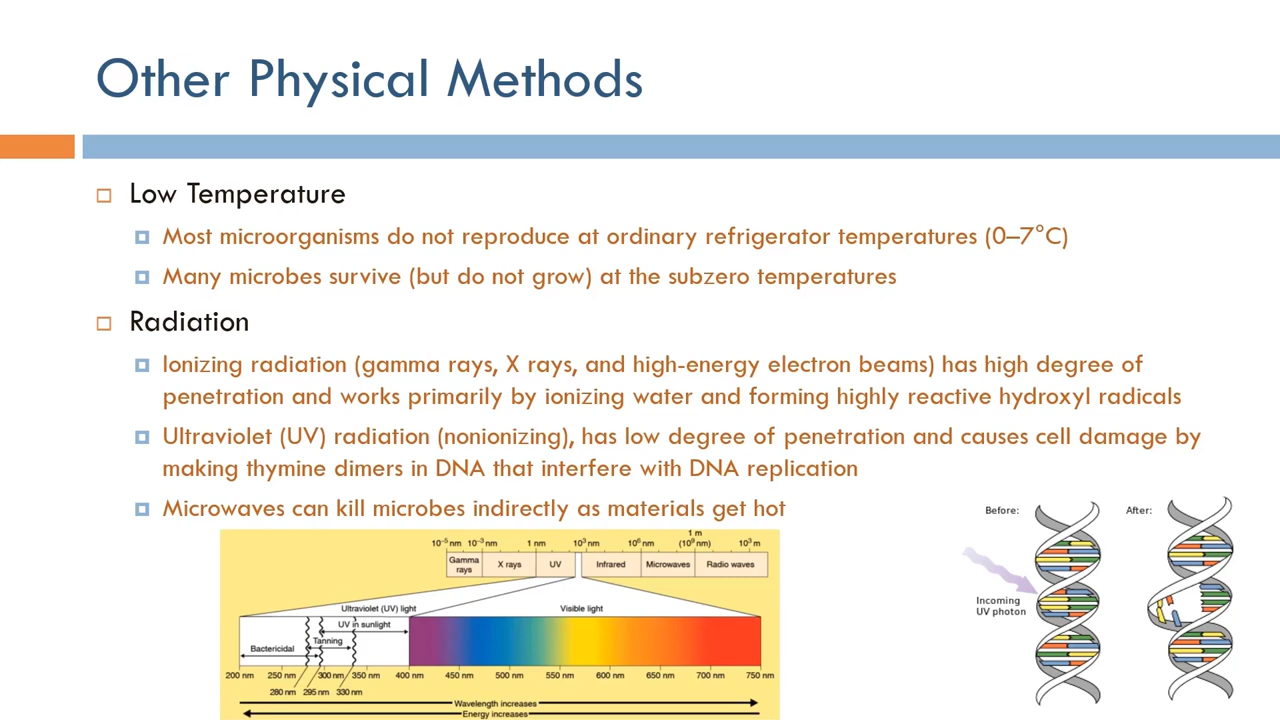 Other Physical Methods
Low Temperature
Most microorganisms do not reproduce at ordinary refrigerator temperatures (0–7°C)
Many microbes survive (but do not grow) at the subzero temperatures
Radiation
Ionizing radiation (gamma rays, X rays, and high-energy electron beams) has high degree of
penetration and works primarily by ionizing water and forming highly reactive hydroxyl radicals
Ultraviolet (UV) radiation (nonionizing), has low degree of penetration and causes cell damage by
making thymine dimers in DNA that interfere with DNA replication
Microwaves can kill microbes indirectly as materials get hot
1 m
10⁻⁵ nm 10⁻³ nm 1 nm 10³ nm 10⁶ nm (10⁹ nm) 10³ m
Gamma
rays
X rays
UV
Infrared
Microwaves
Radio waves
Ultraviolet (UV) light
Visible light
UV in sunlight
Tanning
Bactericidal
200 nm 250 nm 300 nm 350 nm 400 nm 450 nm 500 nm 550 nm 600 nm 650 nm 700 nm 750 nm
280 nm 295 nm 330 nm
Wavelength increases
Energy increases
Before:
After:
Incoming
UV photon